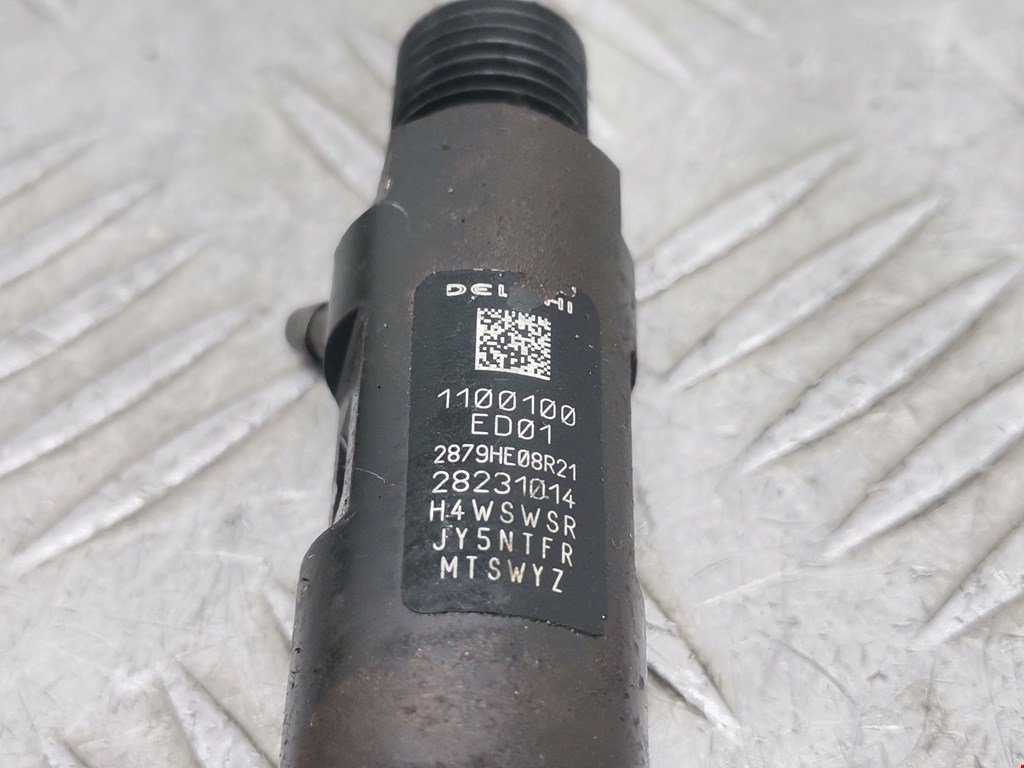 1100100
ED01
2879HE08R21
28231014
H4WSWSR
JY5NTFR
MTSWYZ